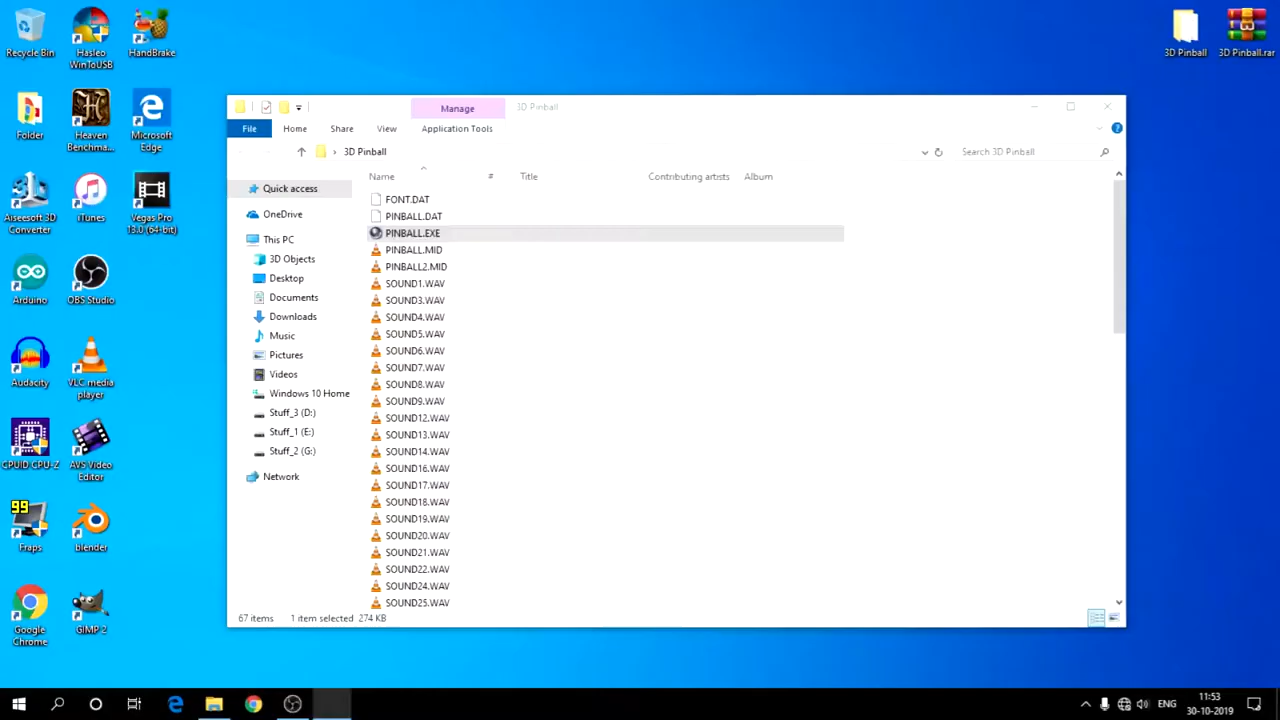 Recycle Bin
Hasleo
WinToUSB
HandBrake
Folder
Heaven
Benchma...
Microsoft
Edge
Aiseesoft 3D
Converter
iTunes
Vegas Pro
13.0 (64-bit)
Arduino
OBS Studio
Audacity
VLC media
player
CPUID CPU-Z
AVS Video
Editor
99
Fraps
blender
Google
Chrome
GIMP 2
3D Pinball
3D Pinball.rar
Manage
3D Pinball
File
Home
Share
View
Application Tools
3D Pinball
Search 3D Pinball
Quick access
OneDrive
This PC
3D Objects
Desktop
Documents
Downloads
Music
Pictures
Videos
Windows 10 Home
Stuff_3 (D:)
Stuff_1 (E:)
Stuff_2 (G:)
Network
Name
#
Title
Contributing artists
Album
FONT.DAT
PINBALL.DAT
PINBALL.EXE
PINBALL.MID
PINBALL2.MID
SOUND1.WAV
SOUND3.WAV
SOUND4.WAV
SOUND5.WAV
SOUND6.WAV
SOUND7.WAV
SOUND8.WAV
SOUND9.WAV
SOUND12.WAV
SOUND13.WAV
SOUND14.WAV
SOUND16.WAV
SOUND17.WAV
SOUND18.WAV
SOUND19.WAV
SOUND20.WAV
SOUND21.WAV
SOUND22.WAV
SOUND24.WAV
SOUND25.WAV
67 items
1 item selected 274 KB
ENG
11:53
30-10-2019